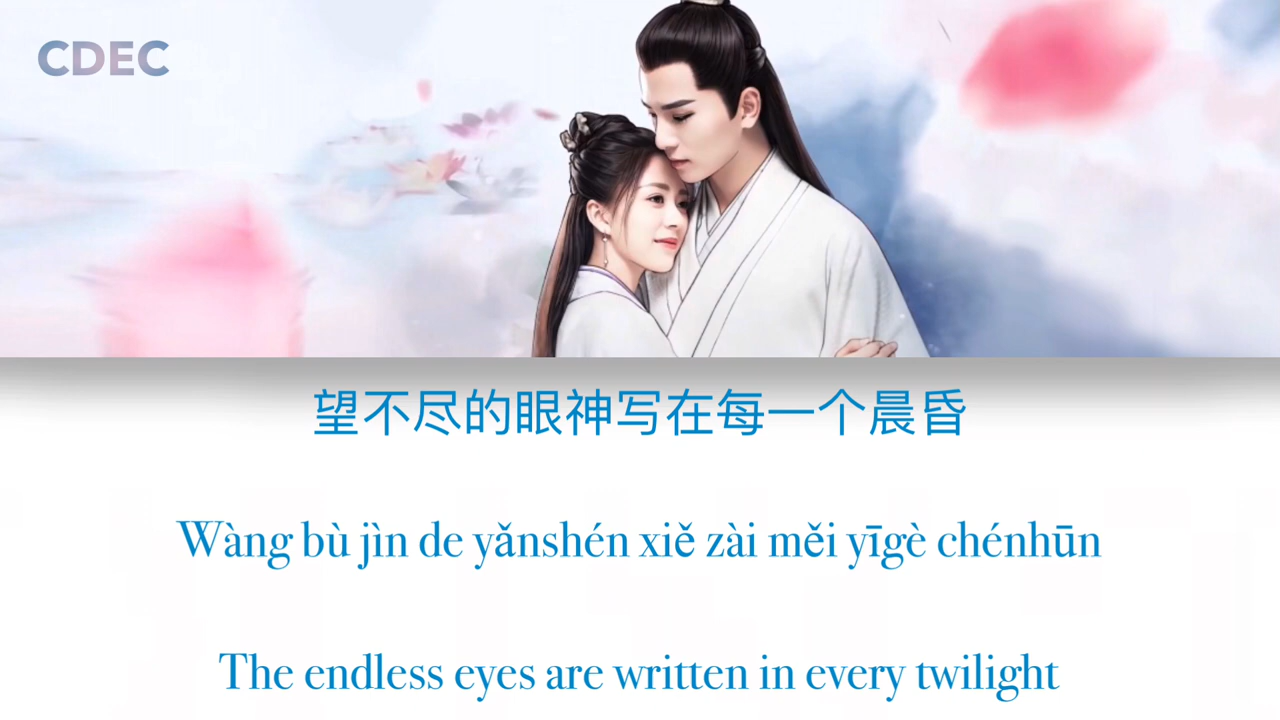 CDEC
望不尽的眼神写在每一个晨昏
Wàng bù jìn de yǎnshén xiě zài měi yīgè chénhūn
The endless eyes are written in every twilight